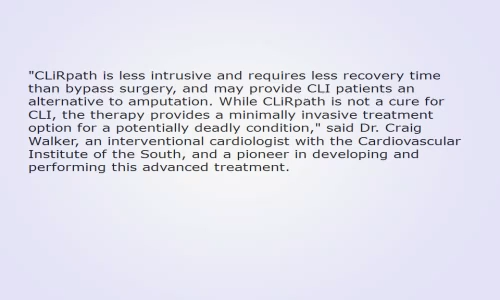 "CLiRpath is less intrusive and requires less recovery time
than bypass surgery, and may provide CLI patients an
alternative to amputation. While CLiRpath is not a cure for
CLI, the therapy provides a minimally invasive treatment
option for a potentially deadly condition," said Dr. Craig
Walker, an interventional cardiologist with the Cardiovascular
Institute of the South, and a pioneer in developing and
performing this advanced treatment.